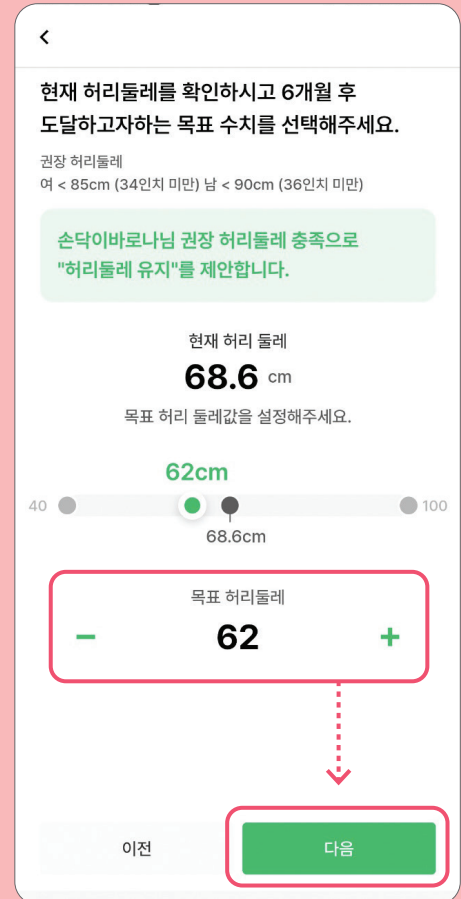 현재 허리둘레를 확인하시고 6개월 후
도달하고자하는 목표 수치를 선택해주세요.
권장 허리둘레
여 < 85cm (34인치 미만) 남 < 90cm (36인치 미만)
손닥이바로나님 권장 허리둘레 충족으로
"허리둘레 유지"를 제안합니다.
현재 허리 둘레
68.6 cm
목표 허리 둘레값을 설정해주세요.
62cm
40 100
68.6cm
목표 허리둘레
− 62 +
이전 다음